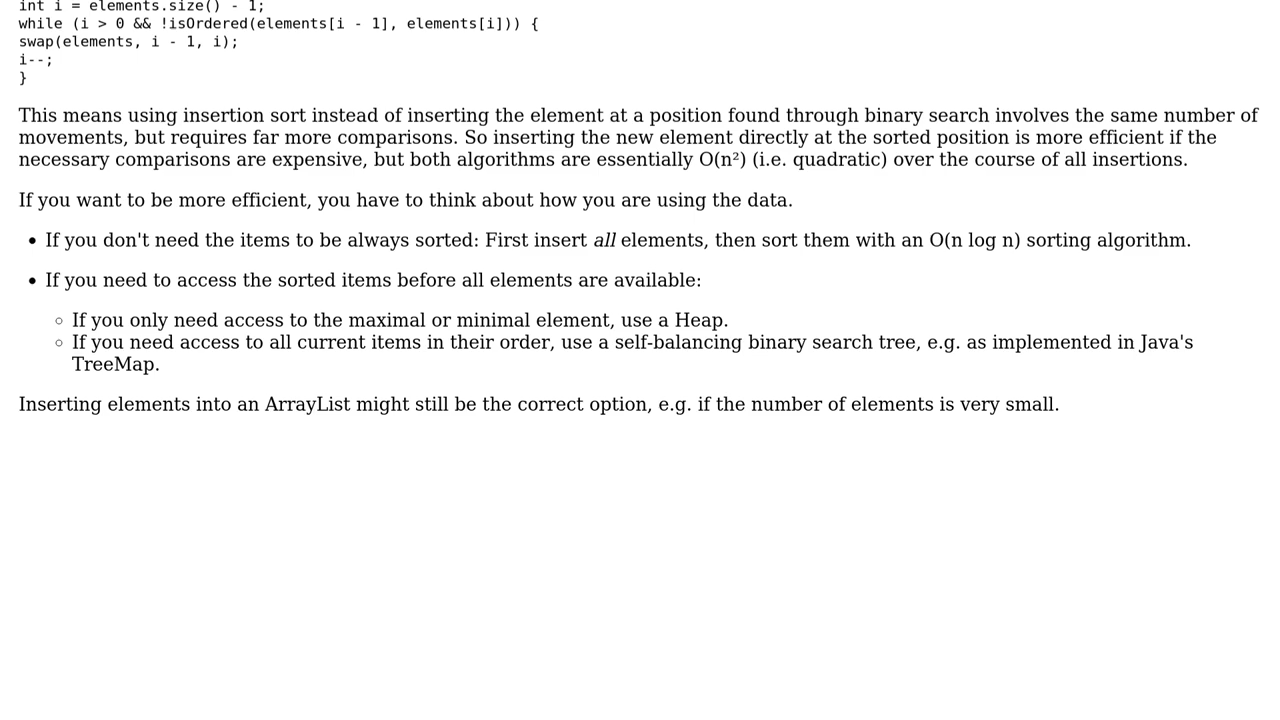 int i = elements.size() - 1;
while (i > 0 && !isOrdered(elements[i - 1], elements[i])) {
swap(elements, i - 1, i);
i--;
}
This means using insertion sort instead of inserting the element at a position found through binary search involves the same number of
movements, but requires far more comparisons. So inserting the new element directly at the sorted position is more efficient if the
necessary comparisons are expensive, but both algorithms are essentially O(n²) (i.e. quadratic) over the course of all insertions.
If you want to be more efficient, you have to think about how you are using the data.
• If you don't need the items to be always sorted: First insert all elements, then sort them with an O(n log n) sorting algorithm.
• If you need to access the sorted items before all elements are available:
◦ If you only need access to the maximal or minimal element, use a Heap.
◦ If you need access to all current items in their order, use a self-balancing binary search tree, e.g. as implemented in Java's
TreeMap.
Inserting elements into an ArrayList might still be the correct option, e.g. if the number of elements is very small.